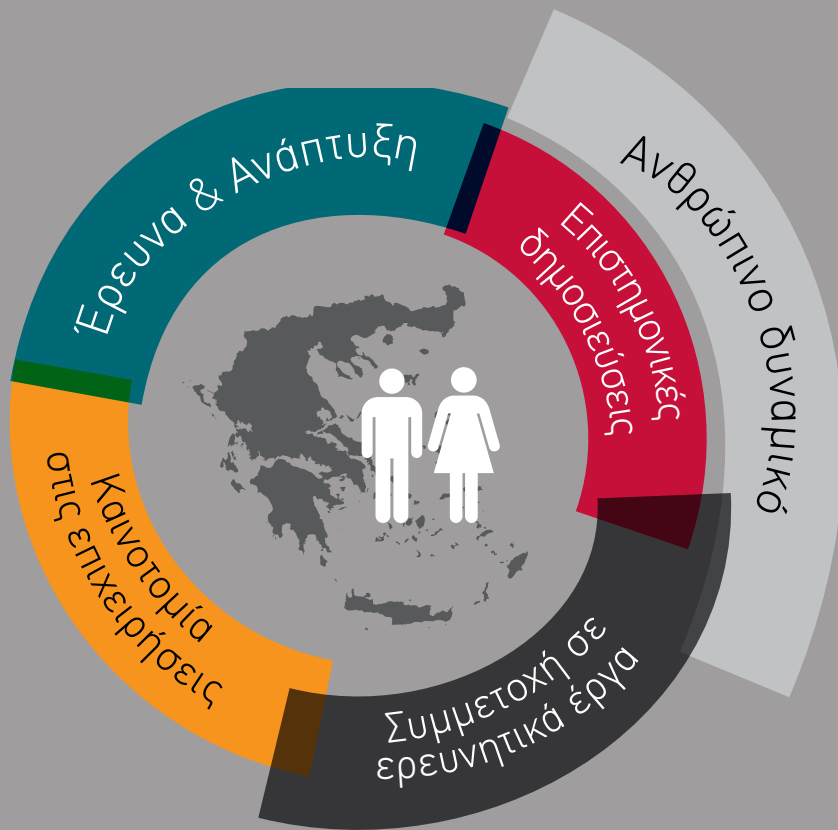 Έρευνα & Ανάπτυξη
Επιστημονικές
δημοσιεύσεις
Ανθρώπινο δυναμικό
Συμμετοχή σε
ερευνητικά έργα
Καινοτομία
στις επιχειρήσεις